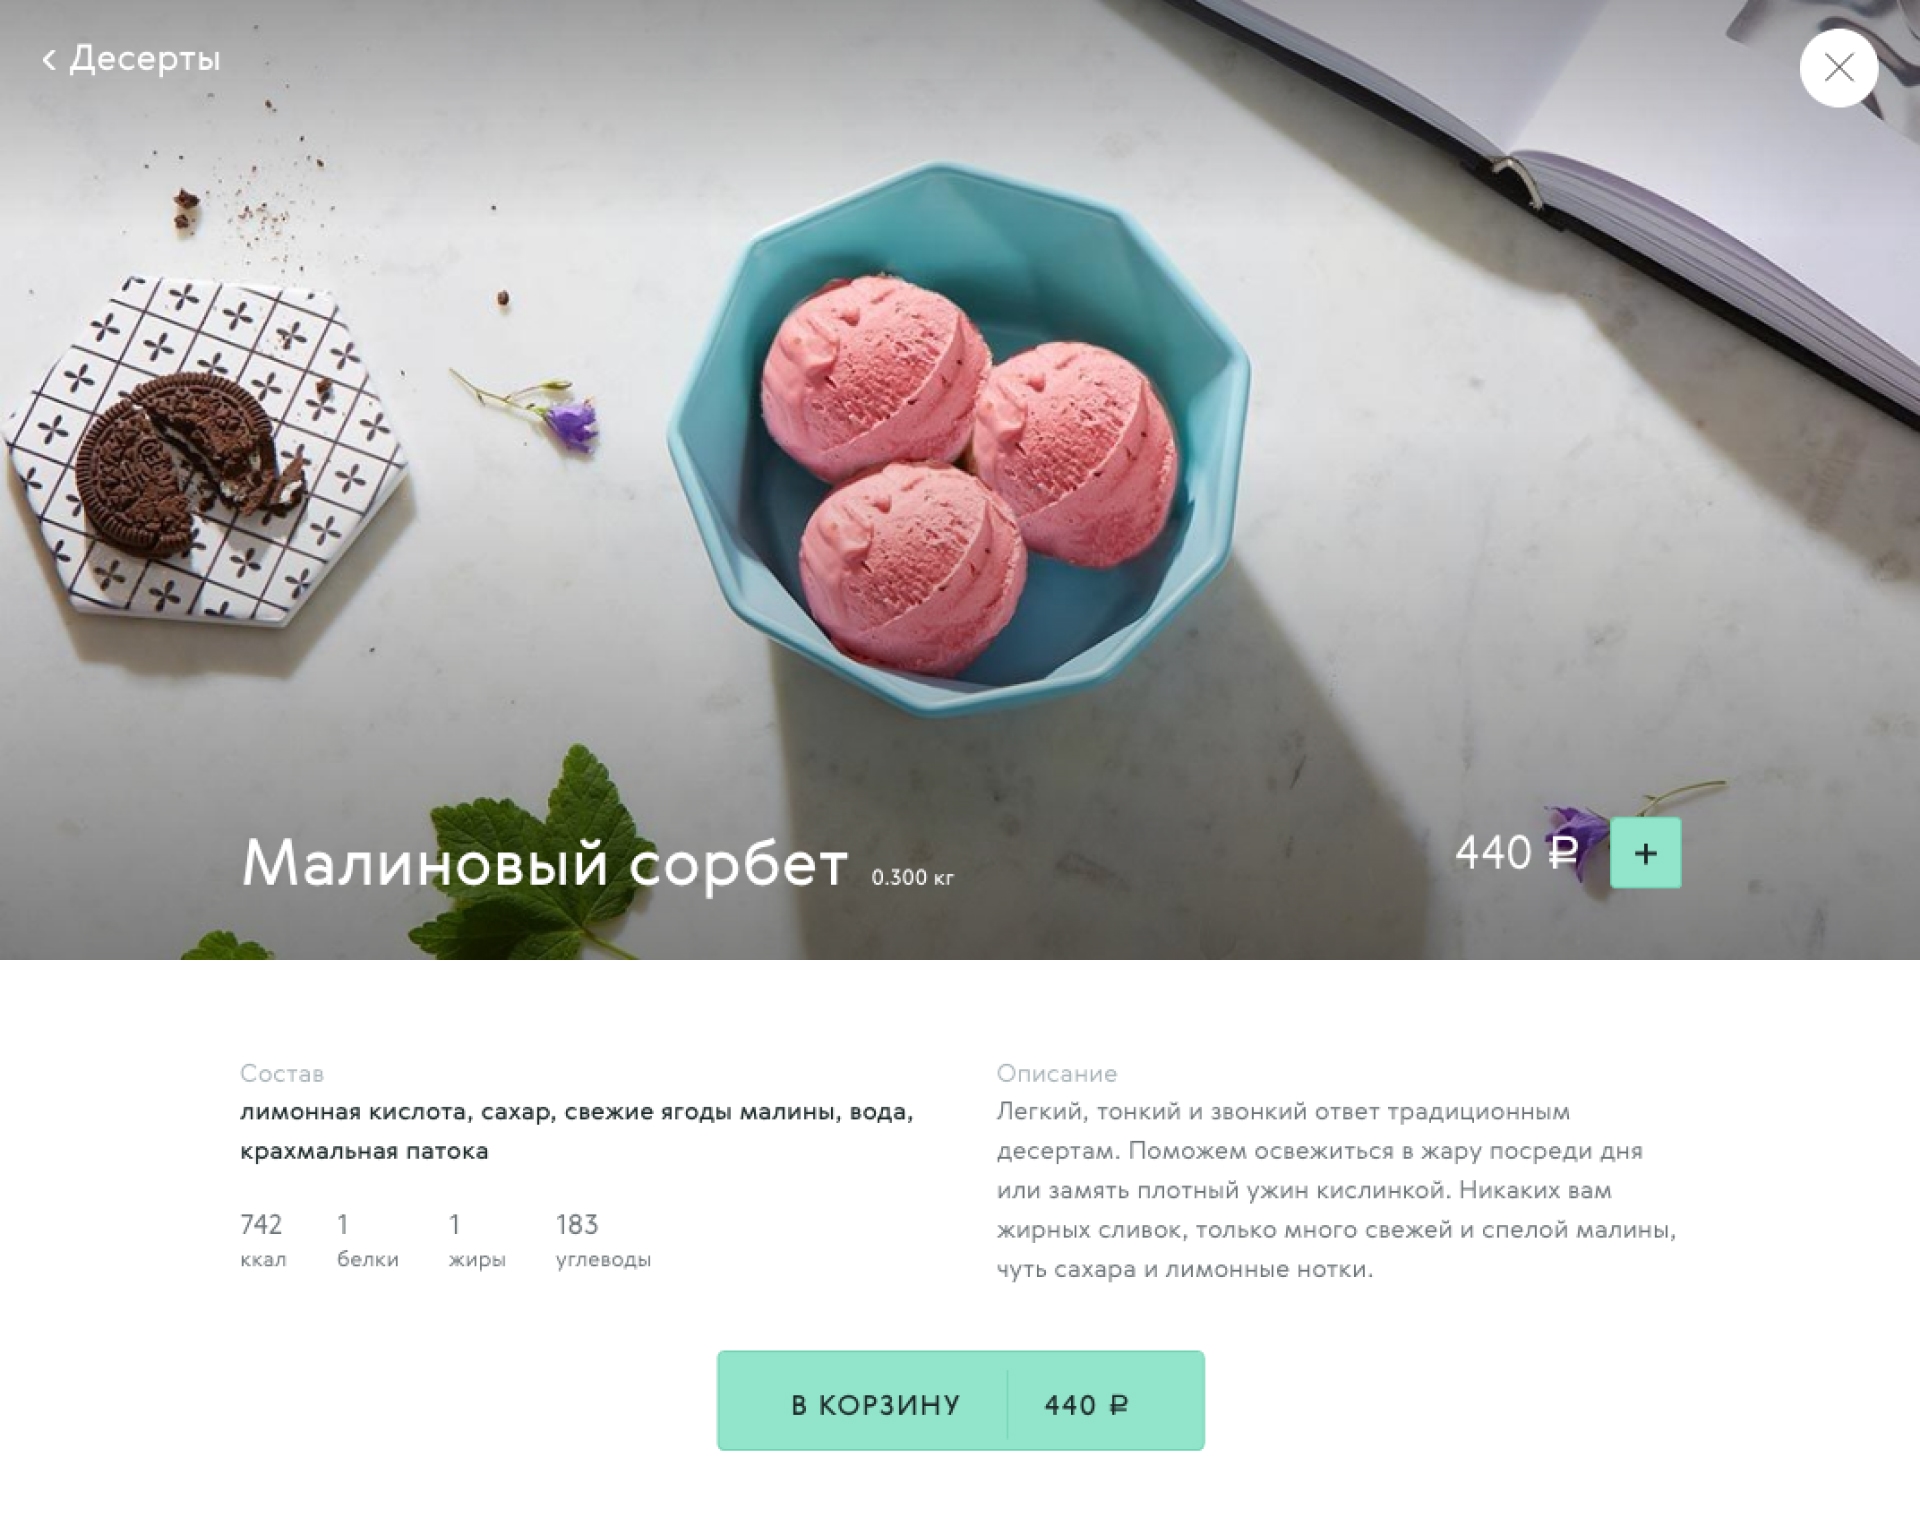 ‹ Десерты
Малиновый сорбет 0.300 кг
440 ₽ +
Состав
лимонная кислота, сахар, свежие ягоды малины, вода,
крахмальная патока
742 1 1 183
ккал белки жиры углеводы
Описание
Легкий, тонкий и звонкий ответ традиционным
десертам. Поможем освежиться в жару посреди дня
или замять плотный ужин кислинкой. Никаких вам
жирных сливок, только много свежей и спелой малины,
чуть сахара и лимонные нотки.
В КОРЗИНУ 440 ₽